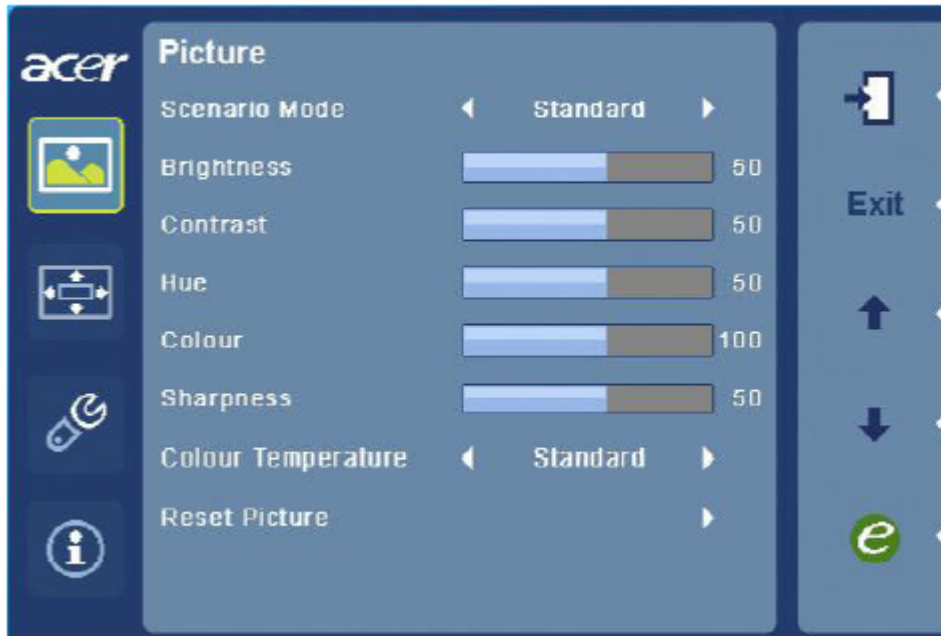 acer
Picture
Scenario Mode Standard
Brightness 50
Contrast 50
Hue 50
Colour 100
Sharpness 50
Colour Temperature Standard
Reset Picture
Exit
e